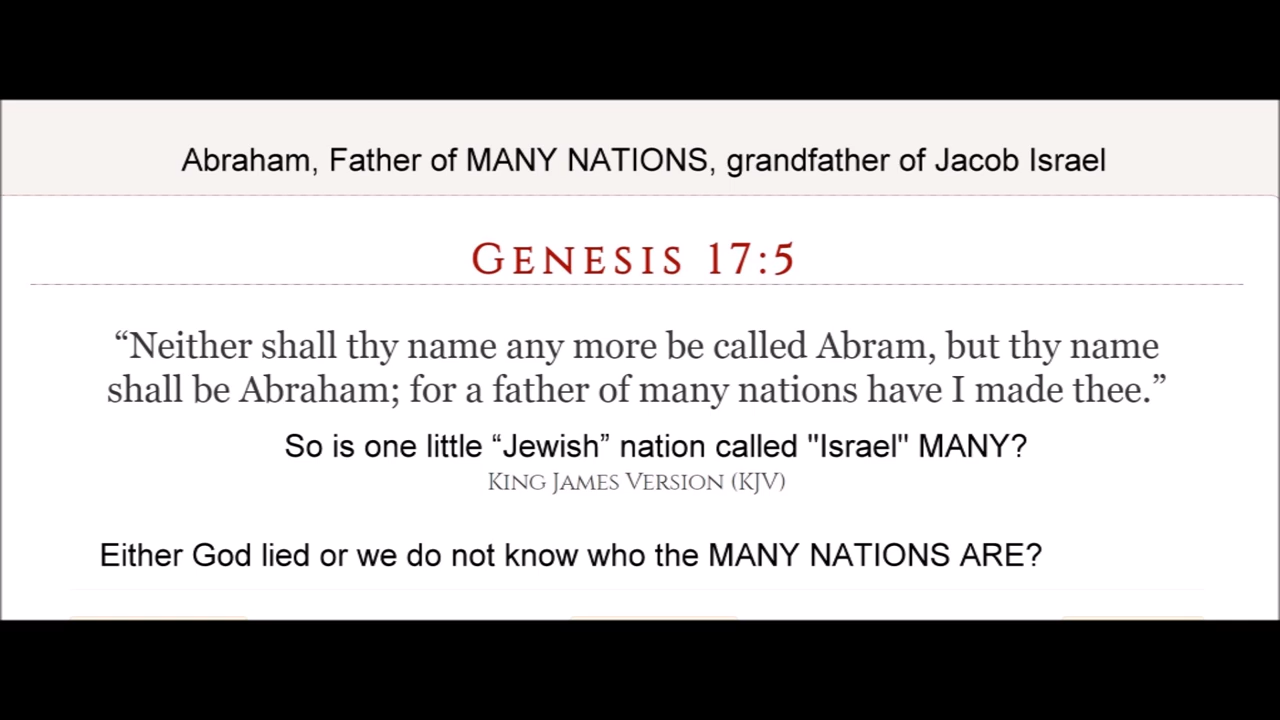 Abraham, Father of MANY NATIONS, grandfather of Jacob Israel
GENESIS 17:5
“Neither shall thy name any more be called Abram, but thy name
shall be Abraham; for a father of many nations have I made thee.”
So is one little “Jewish” nation called "Israel" MANY?
KING JAMES VERSION (KJV)
Either God lied or we do not know who the MANY NATIONS ARE?